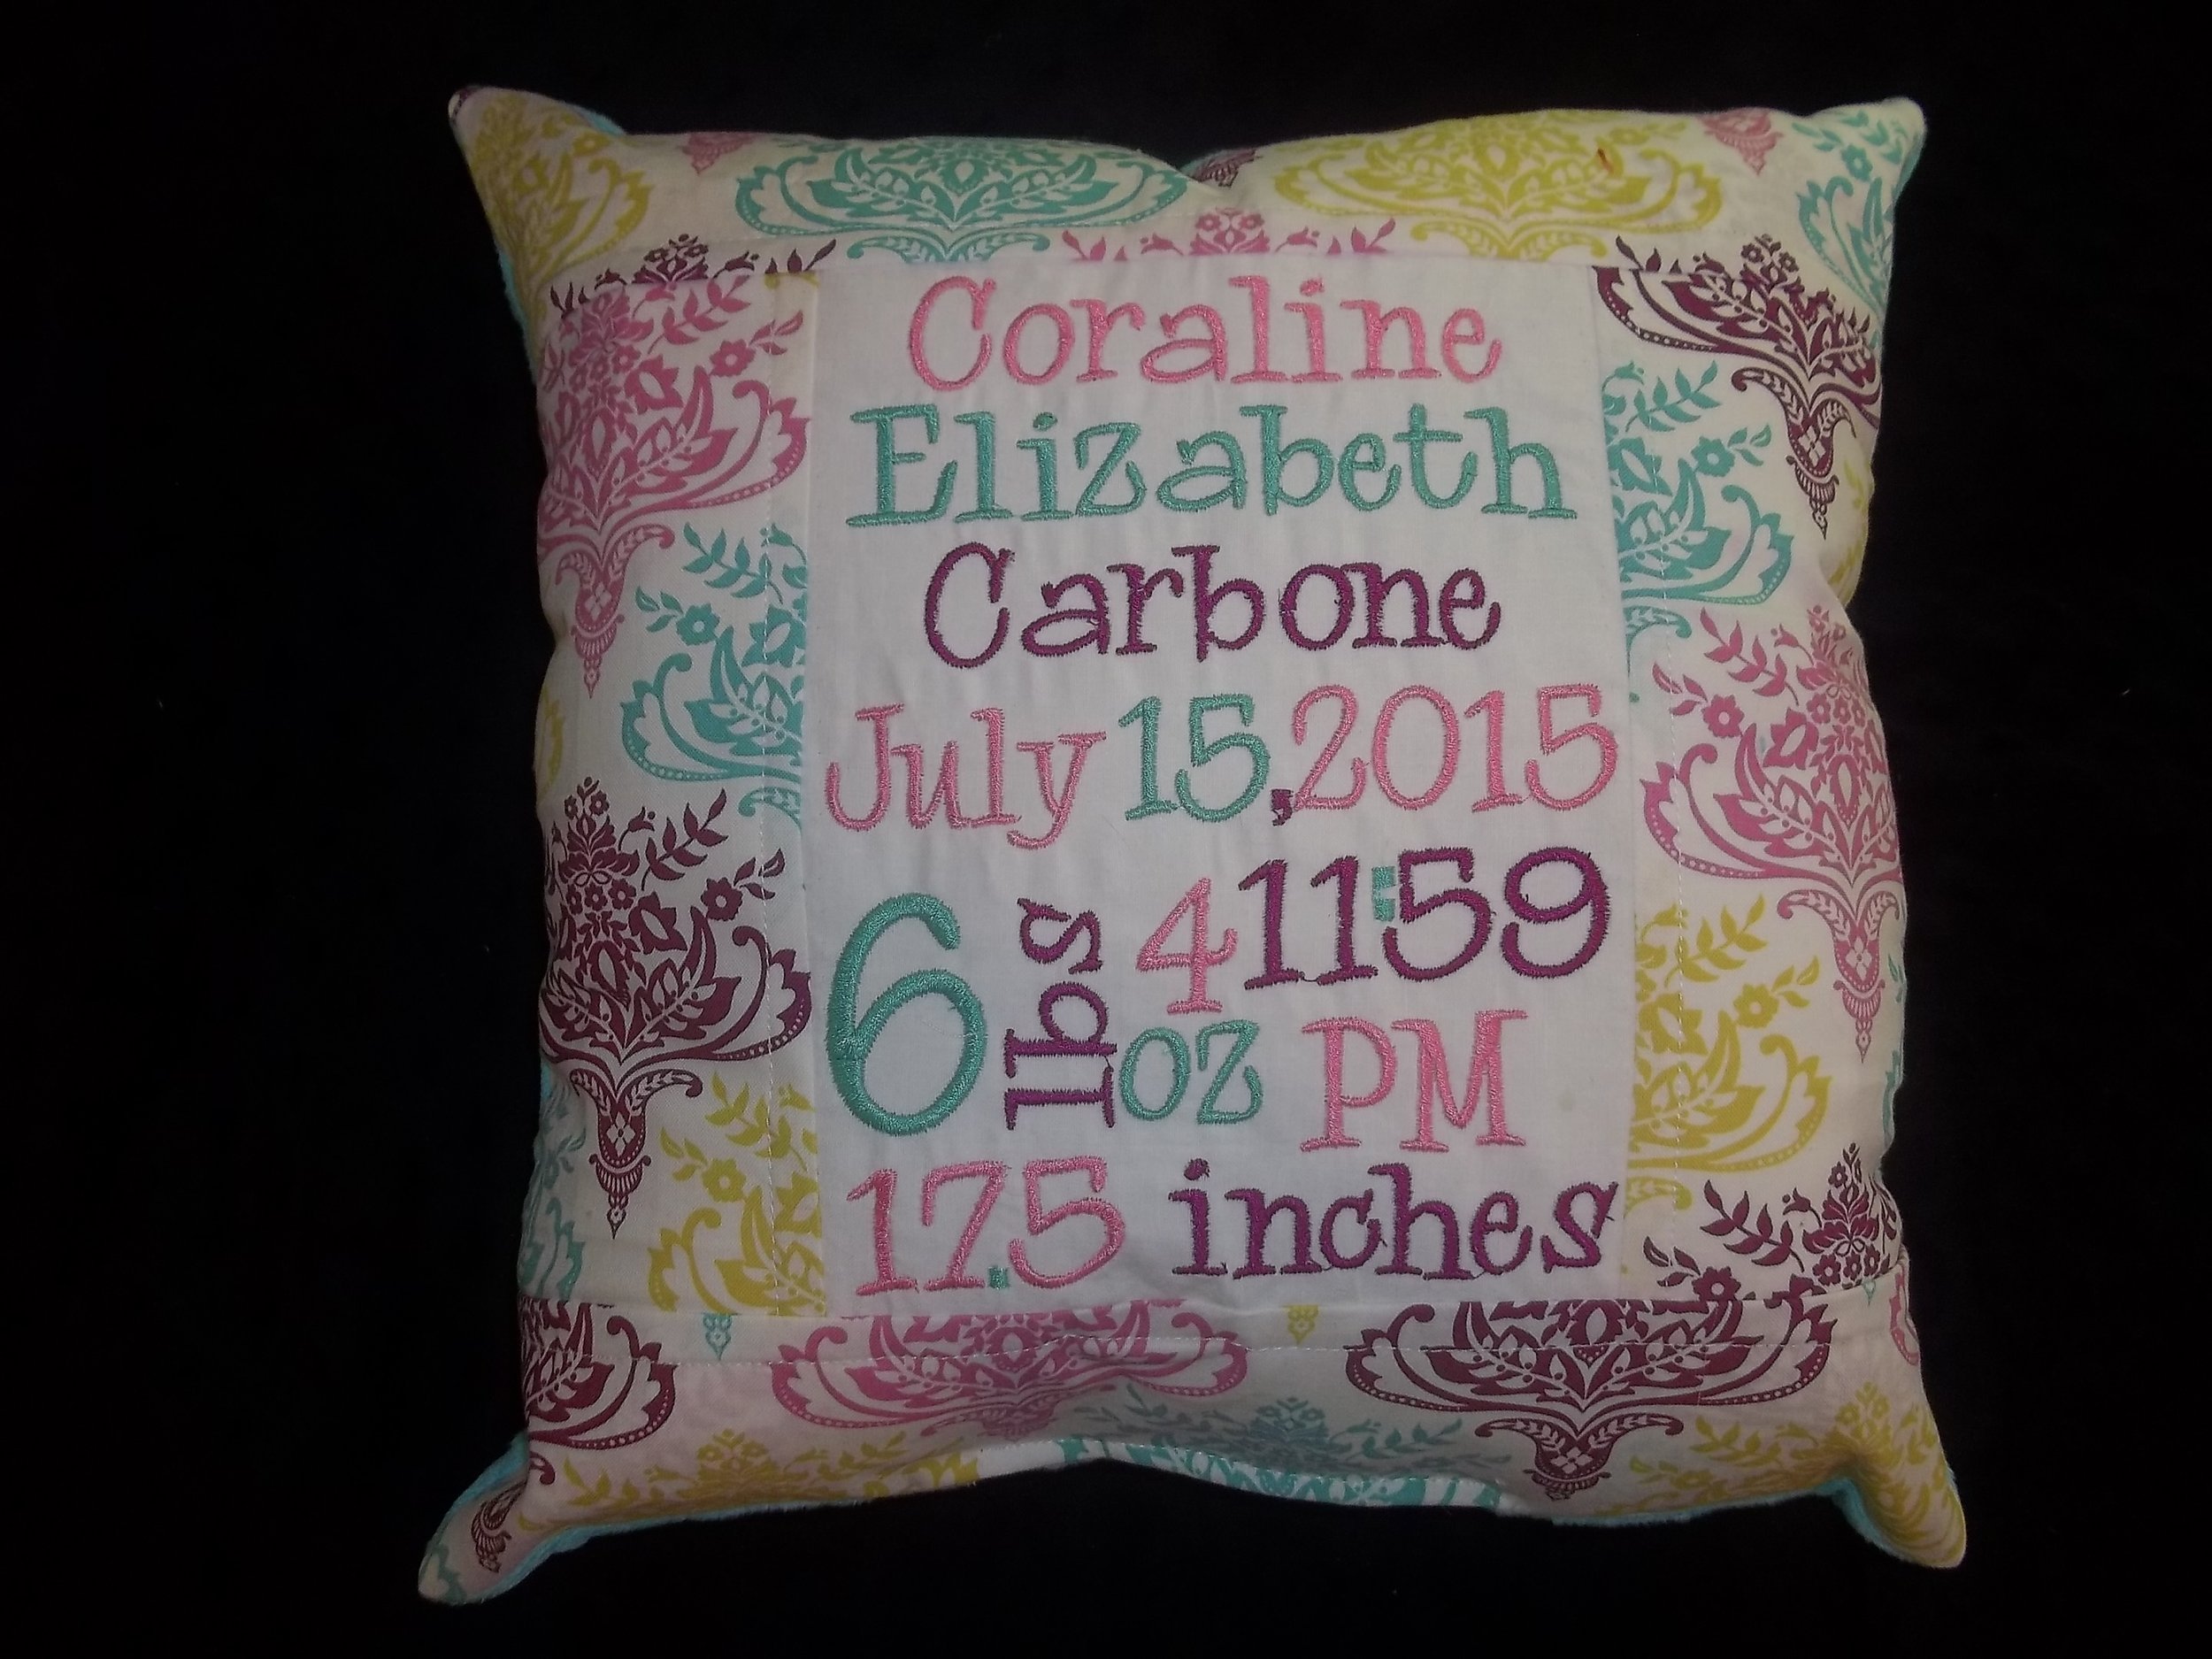 Coraline
Elizabeth
Carbone
July 15,2015
6 lbs 4 oz
11:59 PM
17.5 inches